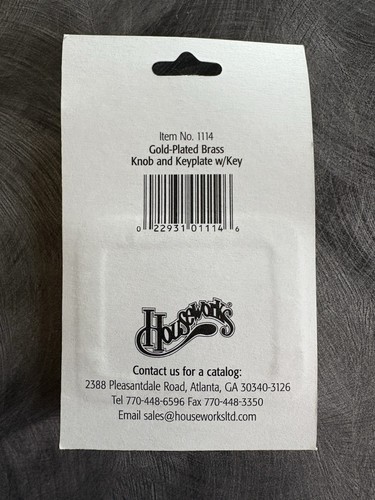 Item No. 1114
Gold-Plated Brass
Knob and Keyplate w/Key
0 22931 01114 6
Houseworks®
Contact us for a catalog:
2388 Pleasantdale Road, Atlanta, GA 30340-3126
Tel 770-448-6596 Fax 770-448-3350
Email sales@houseworksltd.com